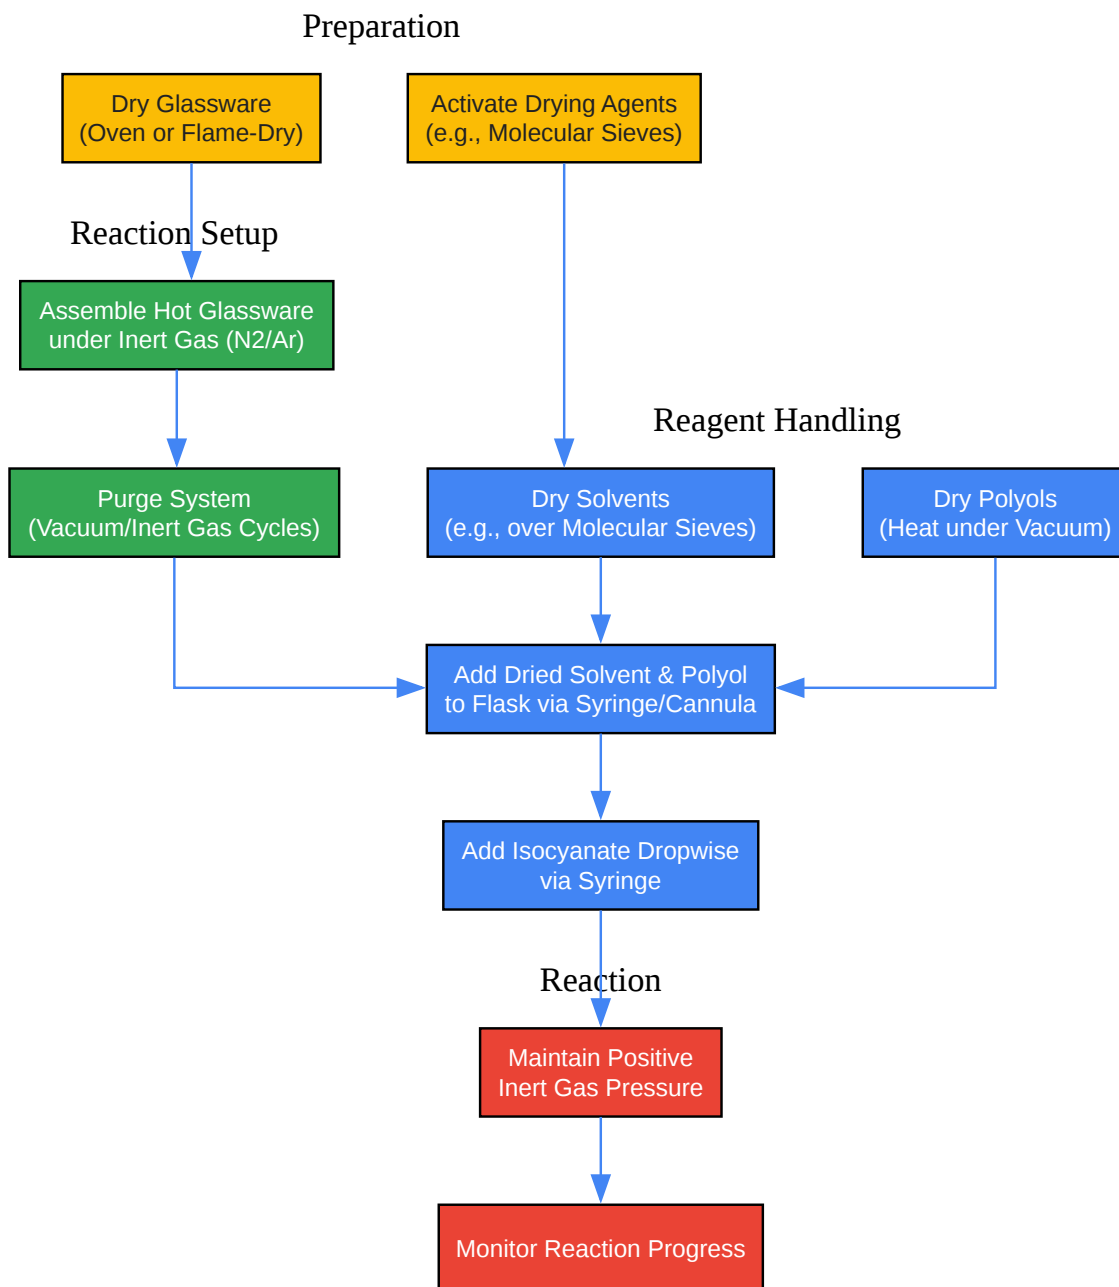 Preparation
Dry Glassware
(Oven or Flame-Dry)
Activate Drying Agents
(e.g., Molecular Sieves)
Reaction Setup
Assemble Hot Glassware
under Inert Gas (N2/Ar)
Reagent Handling
Purge System
(Vacuum/Inert Gas Cycles)
Dry Solvents
(e.g., over Molecular Sieves)
Dry Polyols
(Heat under Vacuum)
Add Dried Solvent & Polyol
to Flask via Syringe/Cannula
Add Isocyanate Dropwise
via Syringe
Reaction
Maintain Positive
Inert Gas Pressure
Monitor Reaction Progress